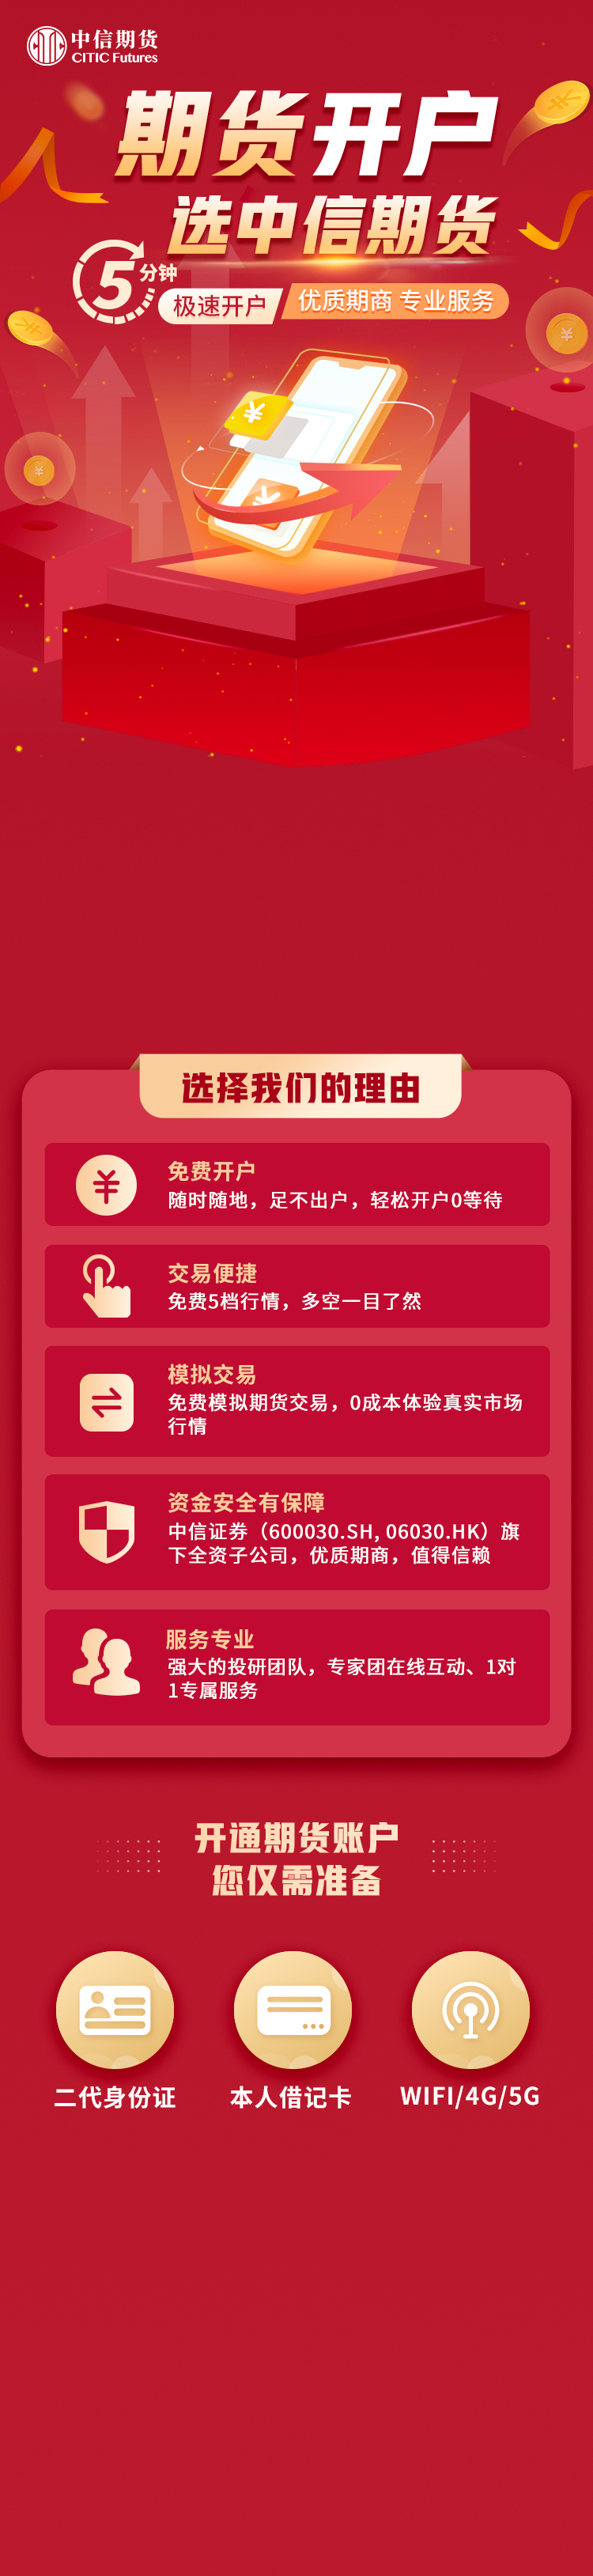 中信期货
CITIC Futures
期货开户
选中信期货
5分钟
极速开户
优质期商 专业服务
选择我们的理由
免费开户
随时随地，足不出户，轻松开户0等待
交易便捷
免费5档行情，多空一目了然
模拟交易
免费模拟期货交易，0成本体验真实市场
行情
资金安全有保障
中信证券（600030.SH, 06030.HK）旗
下全资子公司，优质期商，值得信赖
服务专业
强大的投研团队，专家团在线互动、1对
1专属服务
开通期货账户
您仅需准备
二代身份证
本人借记卡
WIFI/4G/5G